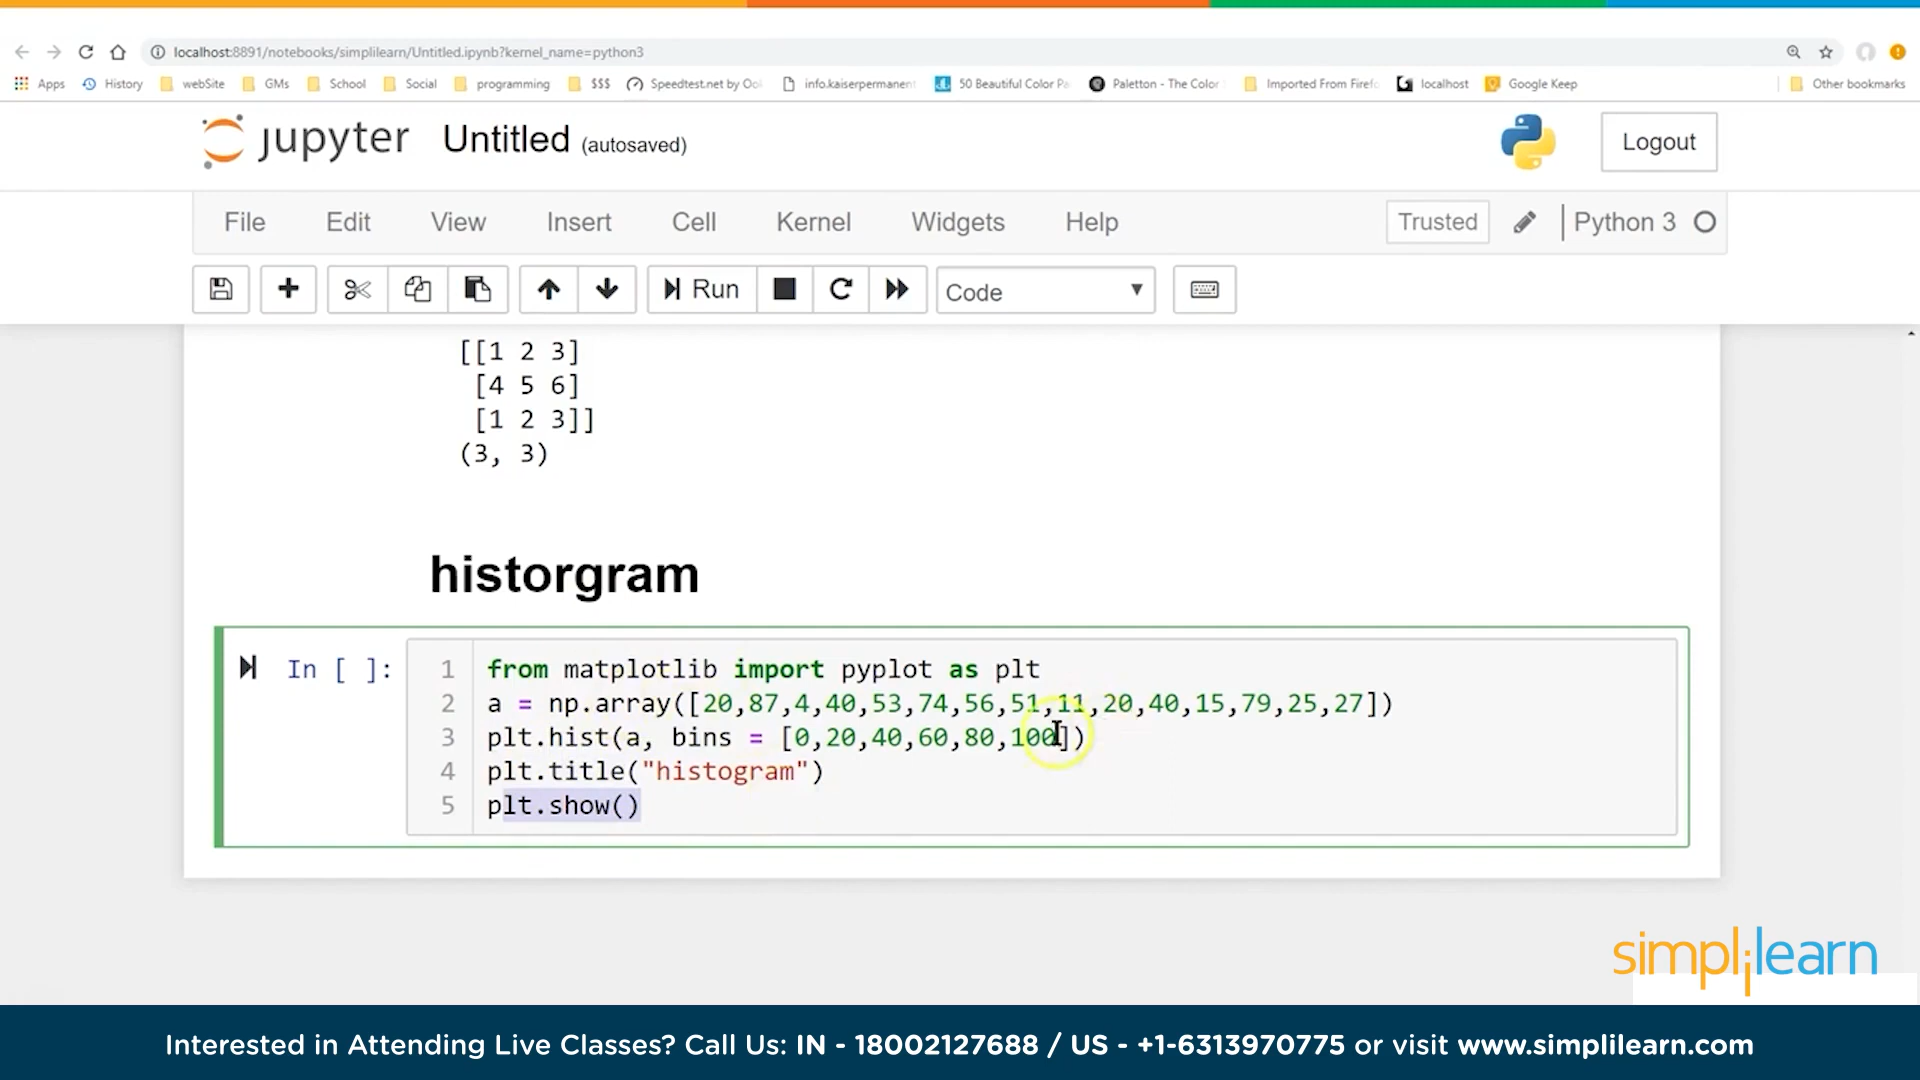 localhost:8891/notebooks/simplilearn/Untitled.ipynb?kernel_name=python3
Apps History webSite GMs School Social programming $$$ Speedtest.net by Ool info.kaiserpermanent 50 Beautiful Color Pa Paletton - The Color Imported From Firefo localhost Google Keep Other bookmarks
jupyter Untitled (autosaved) Logout
File Edit View Insert Cell Kernel Widgets Help Trusted Python 3
Run Code
[[1 2 3]
[4 5 6]
[1 2 3]]
(3, 3)
historgram
In [ ]: 1 from matplotlib import pyplot as plt
2 a = np.array([20,87,4,40,53,74,56,51,11,20,40,15,79,25,27])
3 plt.hist(a, bins = [0,20,40,60,80,100])
4 plt.title("histogram")
5 plt.show()
simplilearn
Interested in Attending Live Classes? Call Us: IN - 18002127688 / US - +1-6313970775 or visit www.simplilearn.com